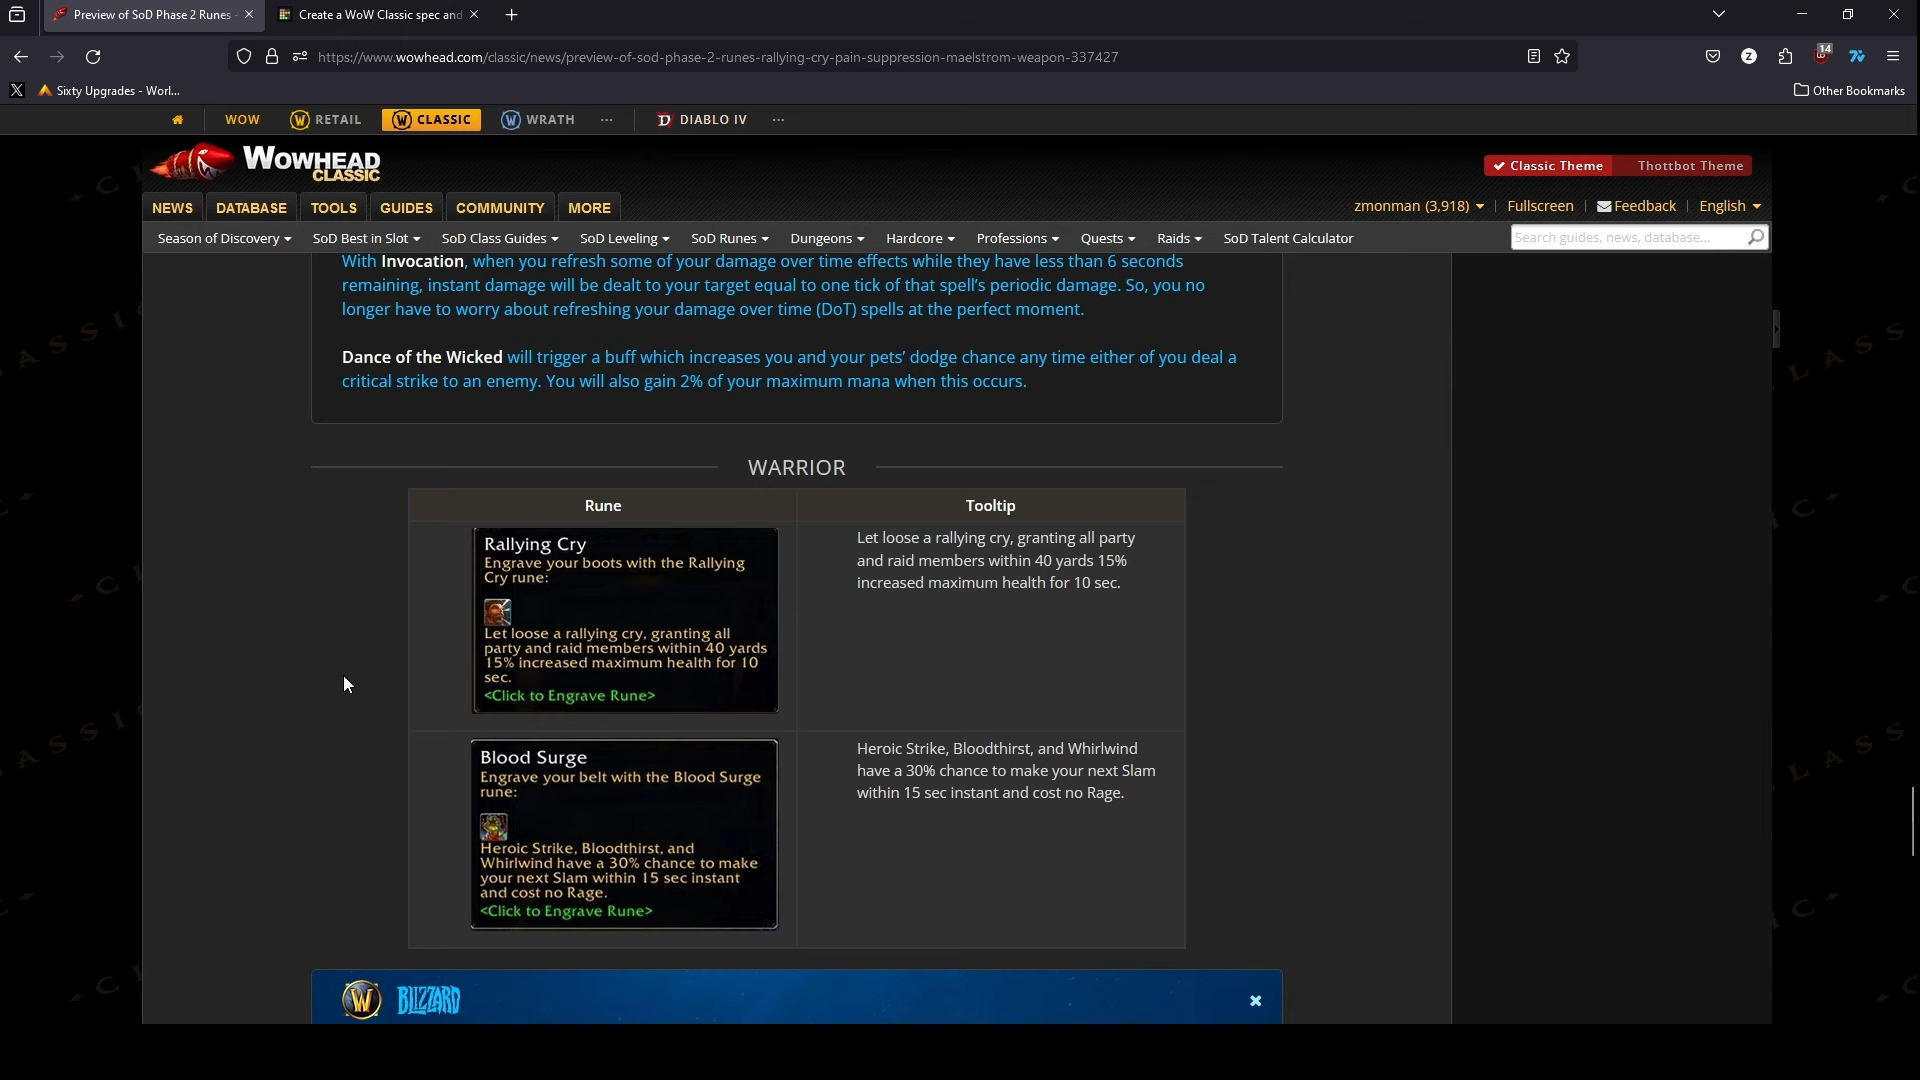 Preview of SoD Phase 2 Runes -
Create a WoW Classic spec and
https://www.wowhead.com/classic/news/preview-of-sod-phase-2-runes-rallying-cry-pain-suppression-maelstrom-weapon-337427
Z
14
X
Sixty Upgrades - Worl...
Other Bookmarks
WOW
RETAIL
CLASSIC
WRATH
...
DIABLO IV
...
WOWHEAD
CLASSIC
Classic Theme
Thottbot Theme
NEWS
DATABASE
TOOLS
GUIDES
COMMUNITY
MORE
zmonman (3,918)
Fullscreen
Feedback
English
Season of Discovery
SoD Best in Slot
SoD Class Guides
SoD Leveling
SoD Runes
Dungeons
Hardcore
Professions
Quests
Raids
SoD Talent Calculator
Search guides, news, database...
With Invocation, when you refresh some of your damage over time effects while they have less than 6 seconds
remaining, instant damage will be dealt to your target equal to one tick of that spell's periodic damage. So, you no
longer have to worry about refreshing your damage over time (DoT) spells at the perfect moment.
Dance of the Wicked will trigger a buff which increases you and your pets' dodge chance any time either of you deal a
critical strike to an enemy. You will also gain 2% of your maximum mana when this occurs.
WARRIOR
Rune
Tooltip
Rallying Cry
Engrave your boots with the Rallying
Cry rune:
Let loose a rallying cry, granting all
party and raid members within 40 yards
15% increased maximum health for 10
sec.
<Click to Engrave Rune>
Let loose a rallying cry, granting all party
and raid members within 40 yards 15%
increased maximum health for 10 sec.
Blood Surge
Engrave your belt with the Blood Surge
rune:
Heroic Strike, Bloodthirst, and
Whirlwind have a 30% chance to make
your next Slam within 15 sec instant
and cost no Rage.
<Click to Engrave Rune>
Heroic Strike, Bloodthirst, and Whirlwind
have a 30% chance to make your next Slam
within 15 sec instant and cost no Rage.
W
BLIZZARD